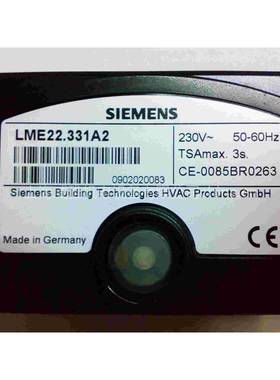 SIEMENS
LME22.331A2
230V~ 50-60Hz
TSAmax. 3s.
0902020083
CE-0085BR0263
Siemens Building Technologies HVAC Products GmbH
Made in Germany
CE